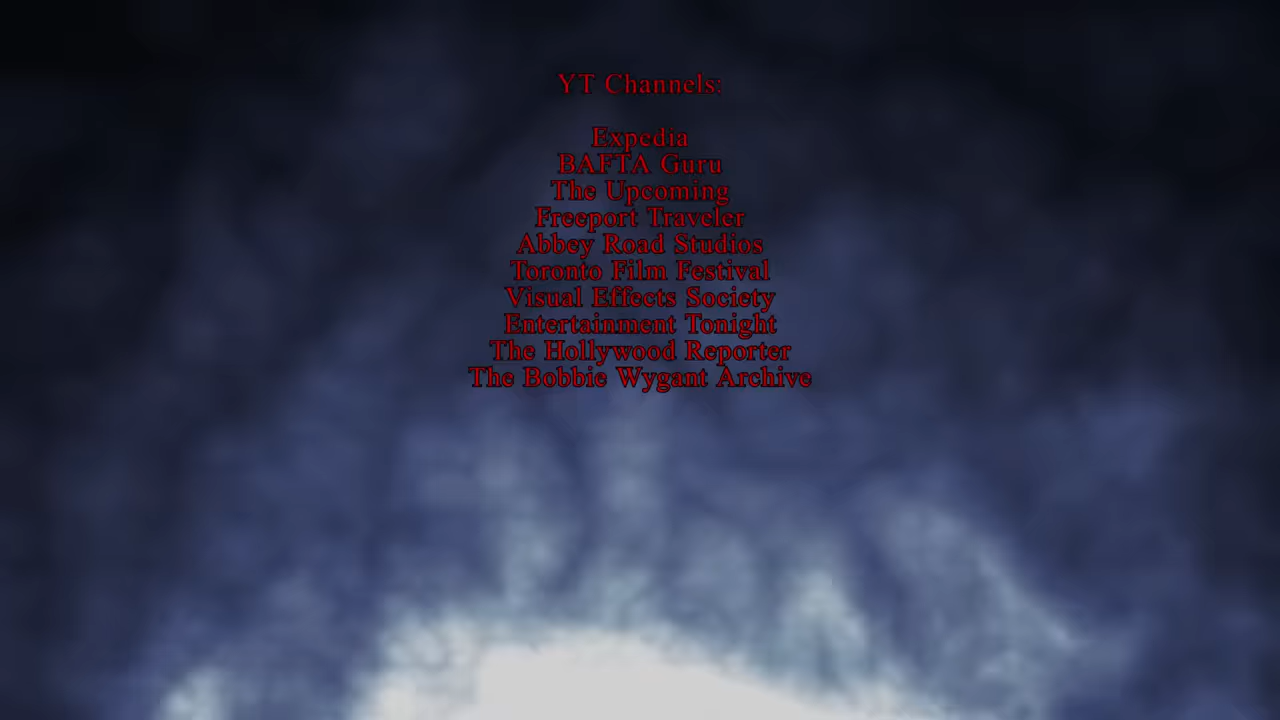 YT Channels:
Expedia
BAFTA Guru
The Upcoming
Freeport Traveler
Abbey Road Studios
Toronto Film Festival
Visual Effects Society
Entertainment Tonight
The Hollywood Reporter
The Bobbie Wygant Archive